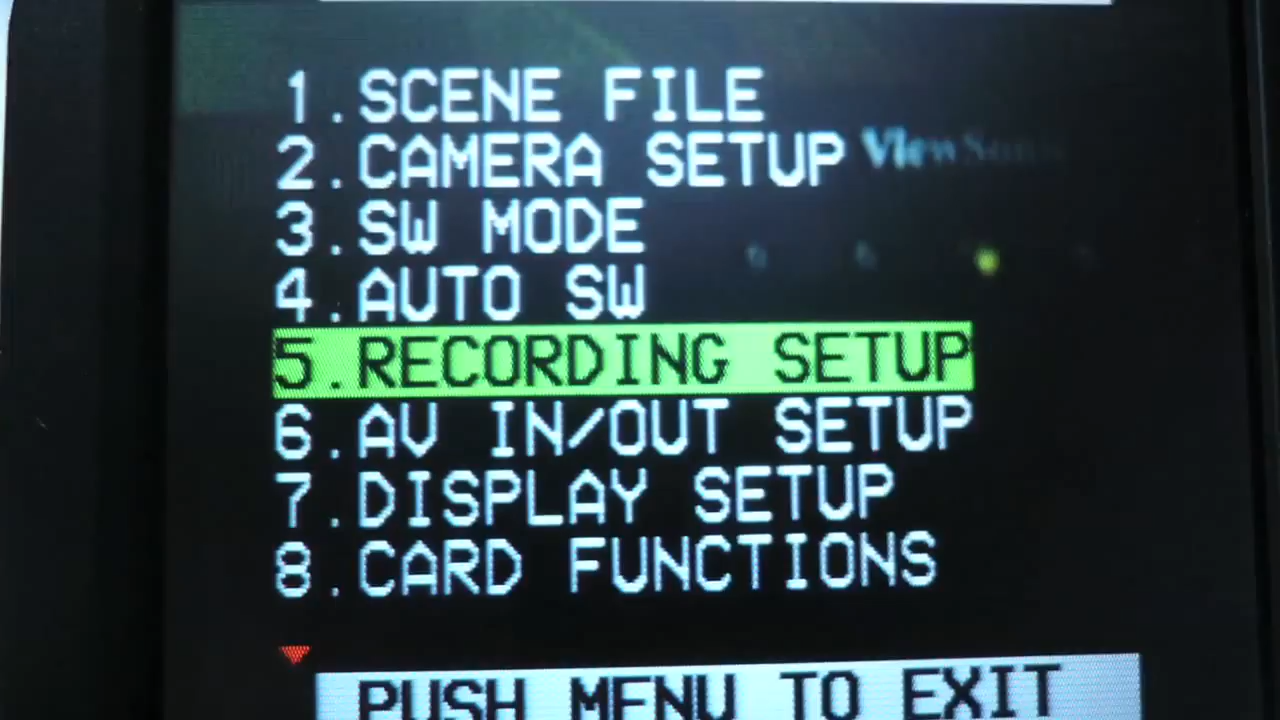 1.SCENE FILE
2.CAMERA SETUP
ViewSonic
3.SW MODE
4.AUTO SW
5.RECORDING SETUP
6.AV IN/OUT SETUP
7.DISPLAY SETUP
8.CARD FUNCTIONS
PUSH MENU TO EXIT